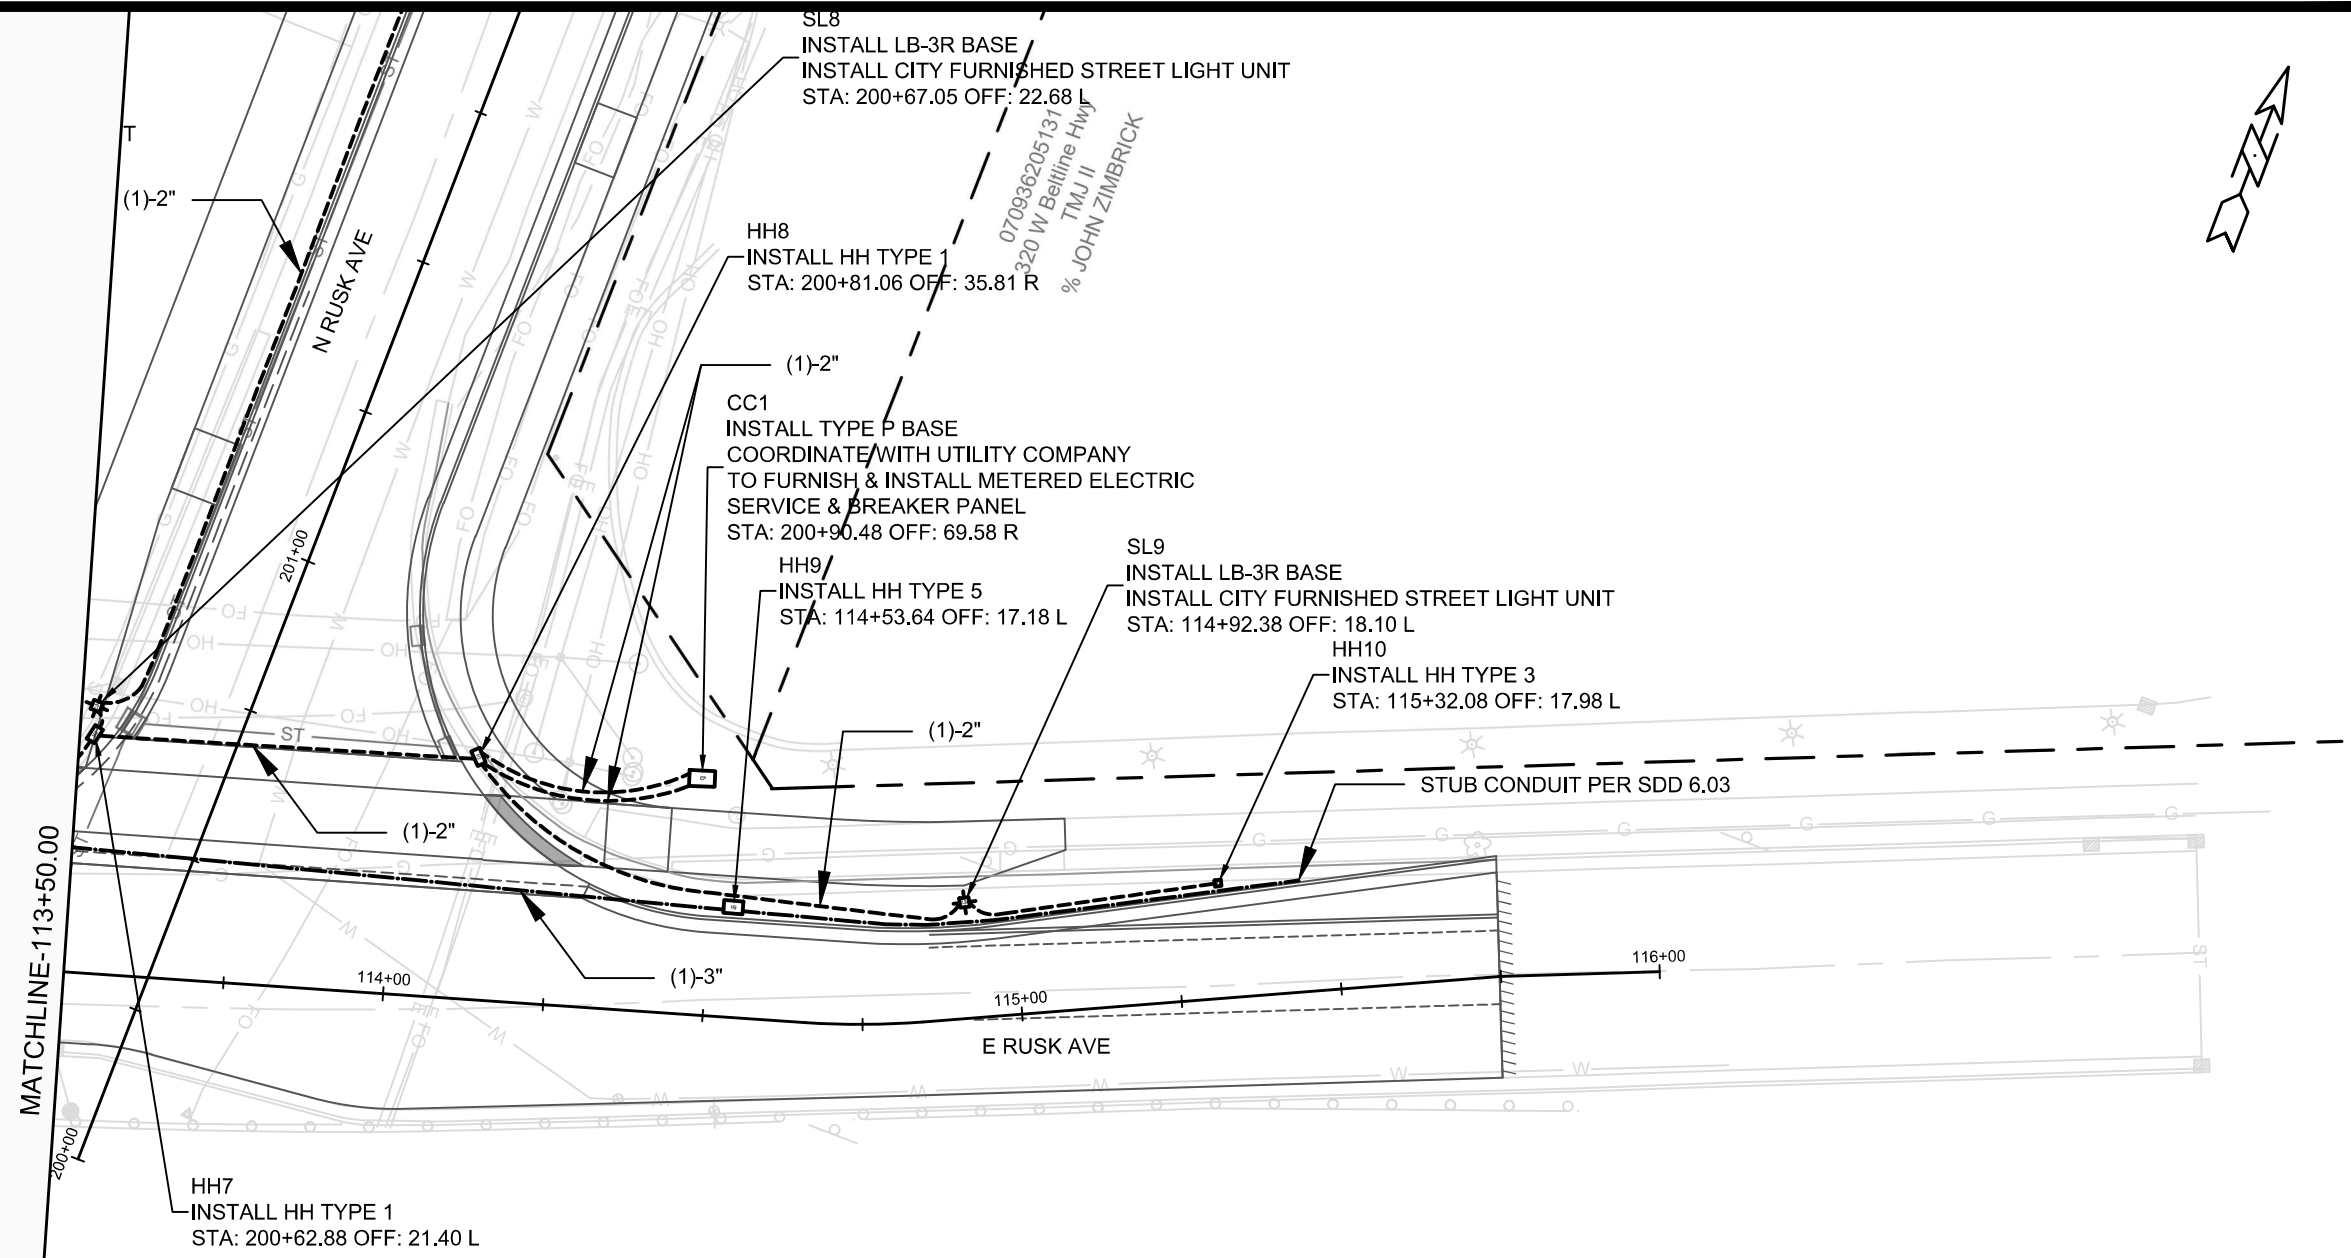 SL8
INSTALL LB-3R BASE
INSTALL CITY FURNISHED STREET LIGHT UNIT
STA: 200+67.05 OFF: 22.68 L
T
(1)-2"
N RUSK AVE
070936205131
320 W Beltline Hwy
TMJ II
% JOHN ZIMBRICK
HH8
INSTALL HH TYPE 1
STA: 200+81.06 OFF: 35.81 R
(1)-2"
CC1
INSTALL TYPE P BASE
COORDINATE WITH UTILITY COMPANY
TO FURNISH & INSTALL METERED ELECTRIC
SERVICE & BREAKER PANEL
STA: 200+90.48 OFF: 69.58 R
201+00
HH9
INSTALL HH TYPE 5
STA: 114+53.64 OFF: 17.18 L
SL9
INSTALL LB-3R BASE
INSTALL CITY FURNISHED STREET LIGHT UNIT
STA: 114+92.38 OFF: 18.10 L
HH10
INSTALL HH TYPE 3
STA: 115+32.08 OFF: 17.98 L
(1)-2"
ST
STUB CONDUIT PER SDD 6.03
(1)-2"
MATCHLINE-113+50.00
(1)-3"
114+00
115+00
116+00
E RUSK AVE
200+00
HH7
INSTALL HH TYPE 1
STA: 200+62.88 OFF: 21.40 L